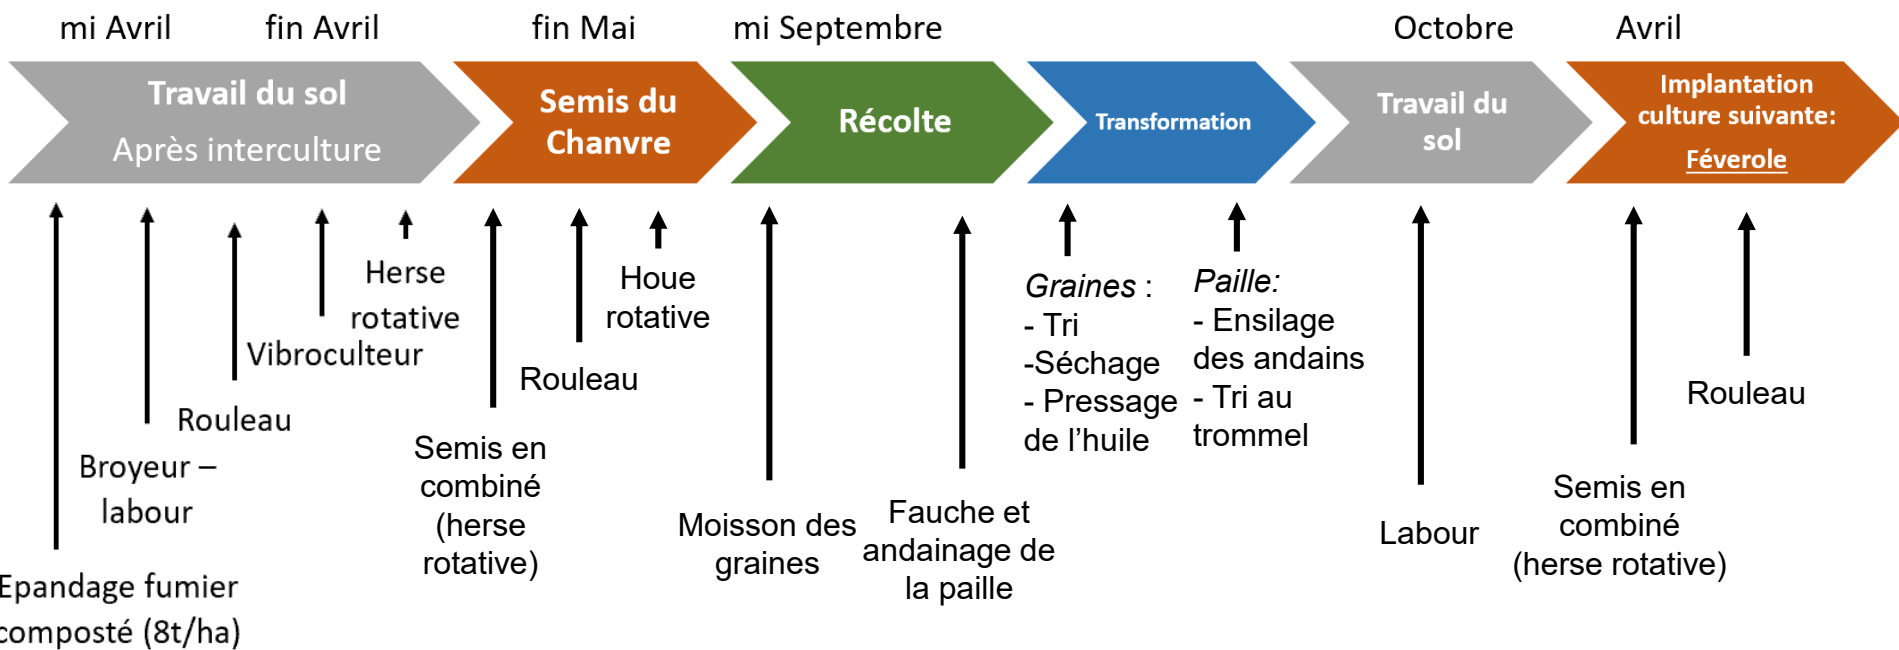 mi Avril
fin Avril
fin Mai
mi Septembre
Octobre
Avril
Travail du sol
Après interculture
Semis du
Chanvre
Récolte
Transformation
Travail du
sol
Implantation
culture suivante:
Féverole
Epandage fumier
composté (8t/ha)
Broyeur –
labour
Rouleau
Vibroculteur
Herse
rotative
Semis en
combiné
(herse
rotative)
Rouleau
Houe
rotative
Moisson des
graines
Fauche et
andainage de
la paille
Graines :
- Tri
-Séchage
- Pressage
de l’huile
Paille:
- Ensilage
des andains
- Tri au
trommel
Labour
Semis en
combiné
(herse rotative)
Rouleau